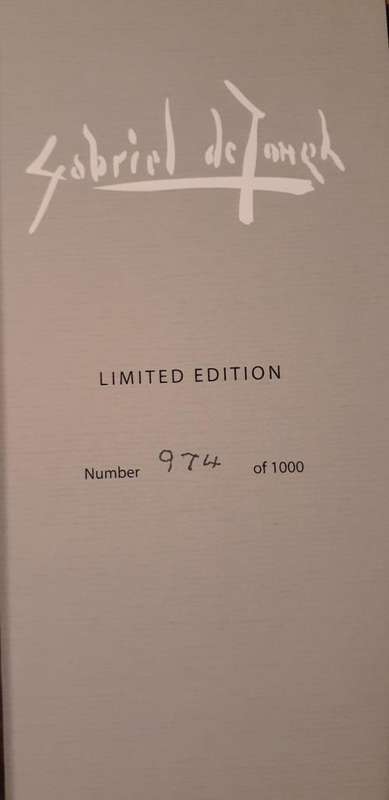 Gabriel de Jongh
LIMITED EDITION
Number 974 of 1000